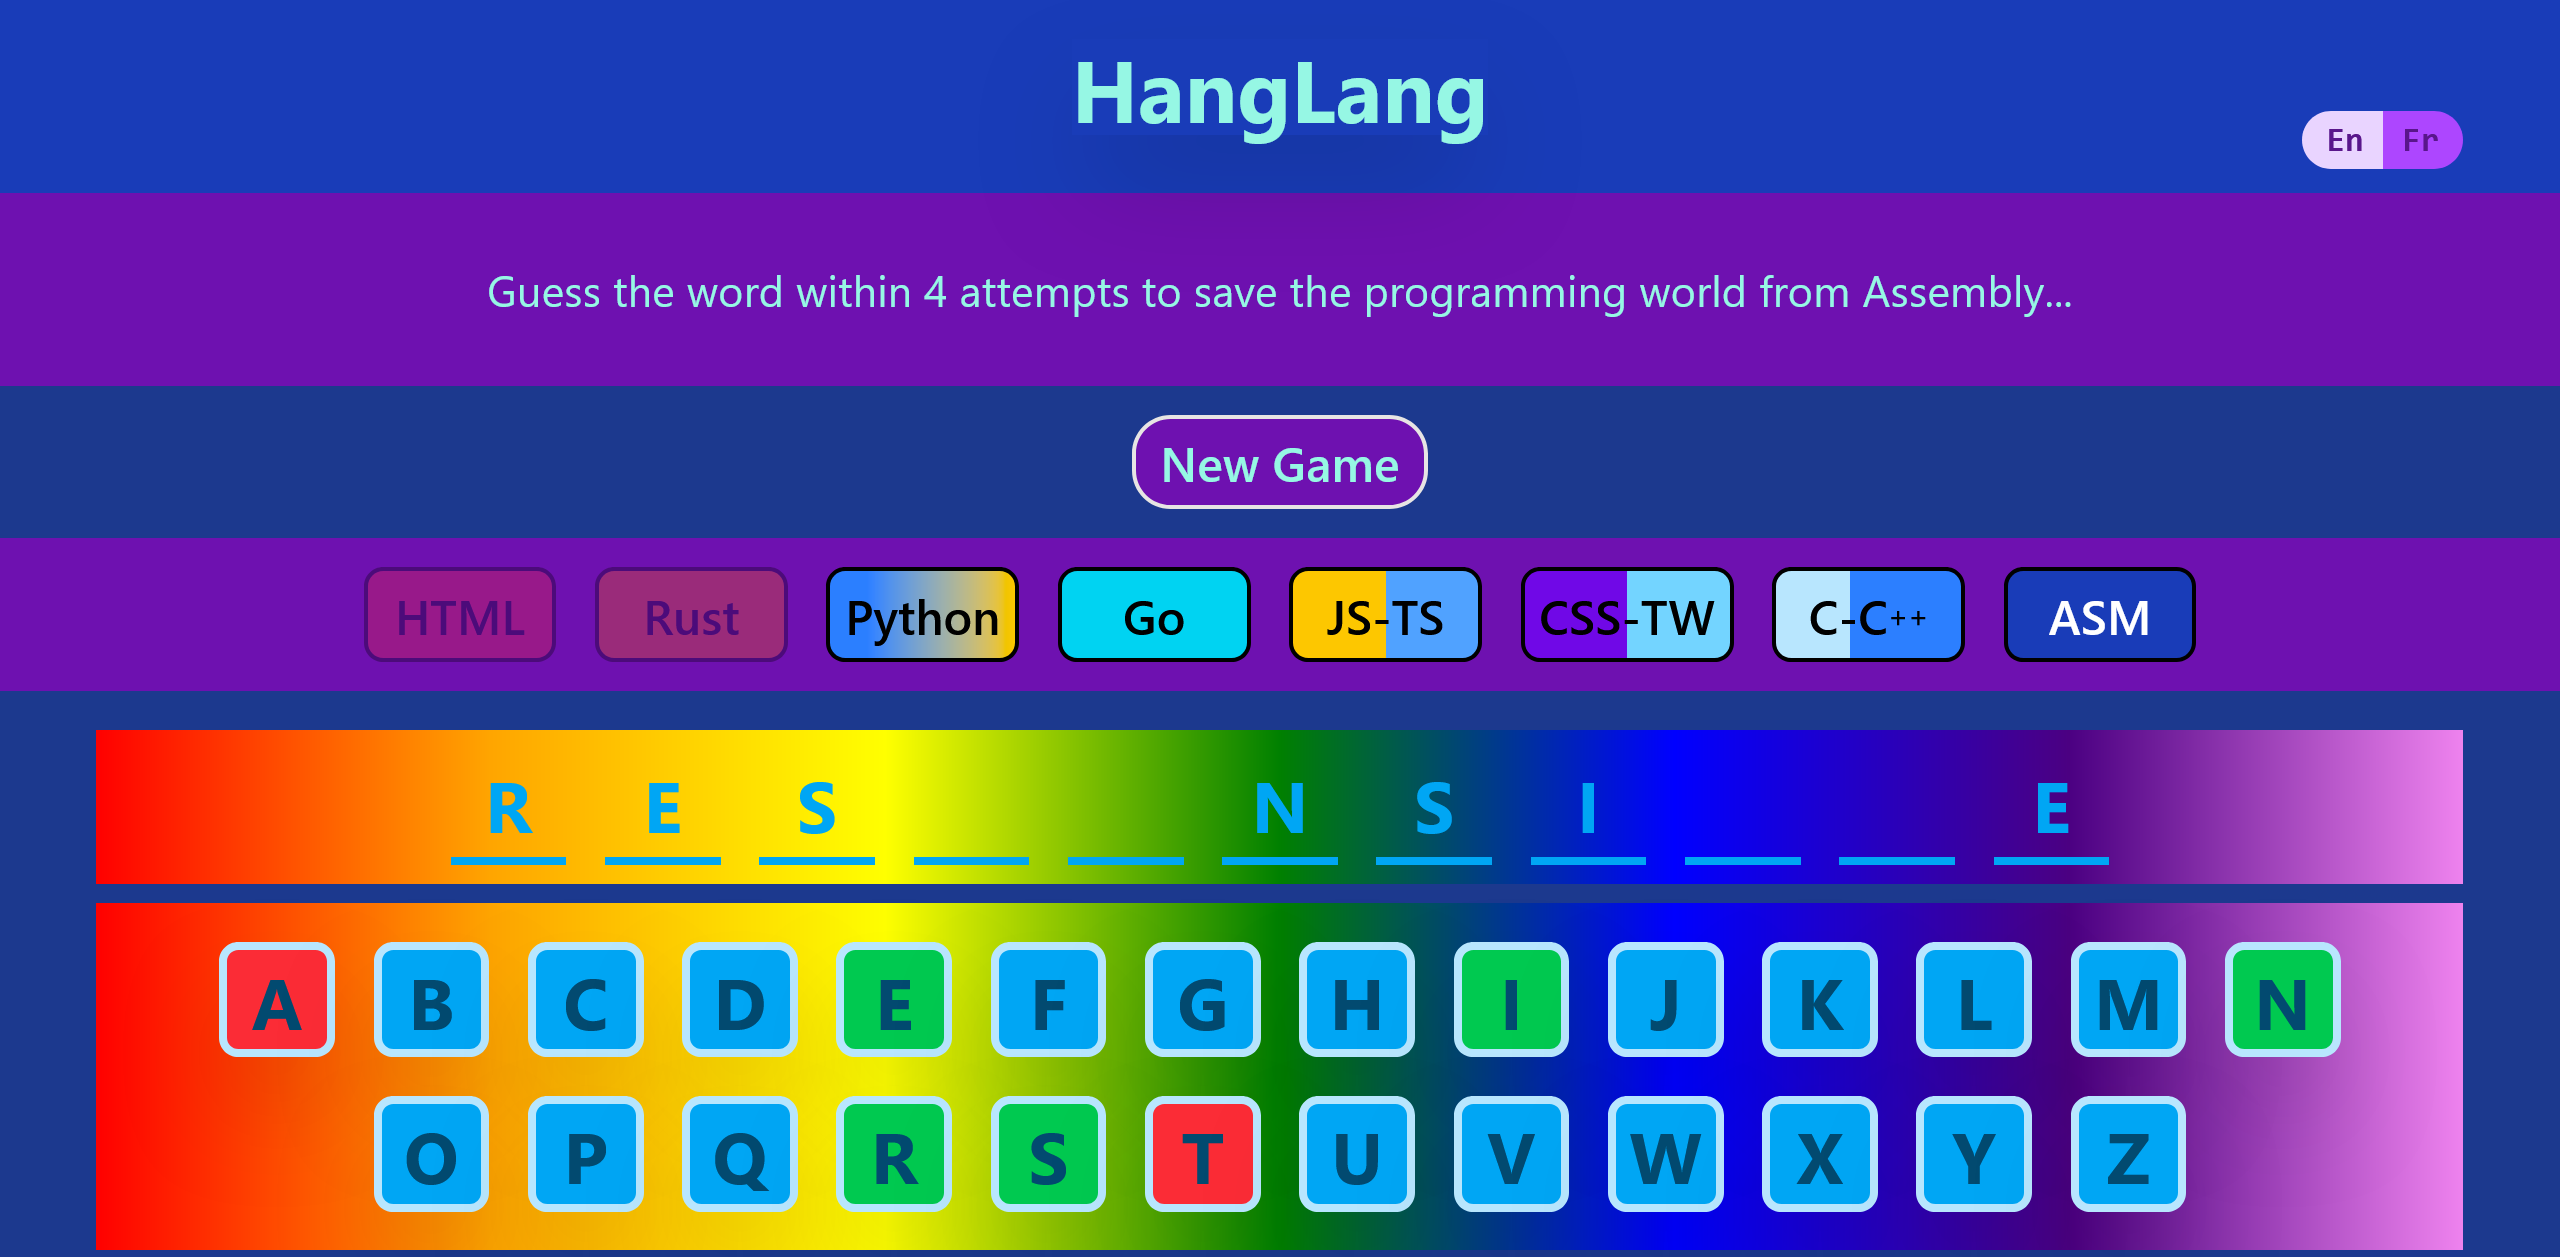 HangLang
En Fr
Guess the word within 4 attempts to save the programming world from Assembly...
New Game
HTML Rust Python Go JS-TS CSS-TW C-C++ ASM
R E S _ _ N S I _ _ E
A B C D E F G H I J K L M N
O P Q R S T U V W X Y Z